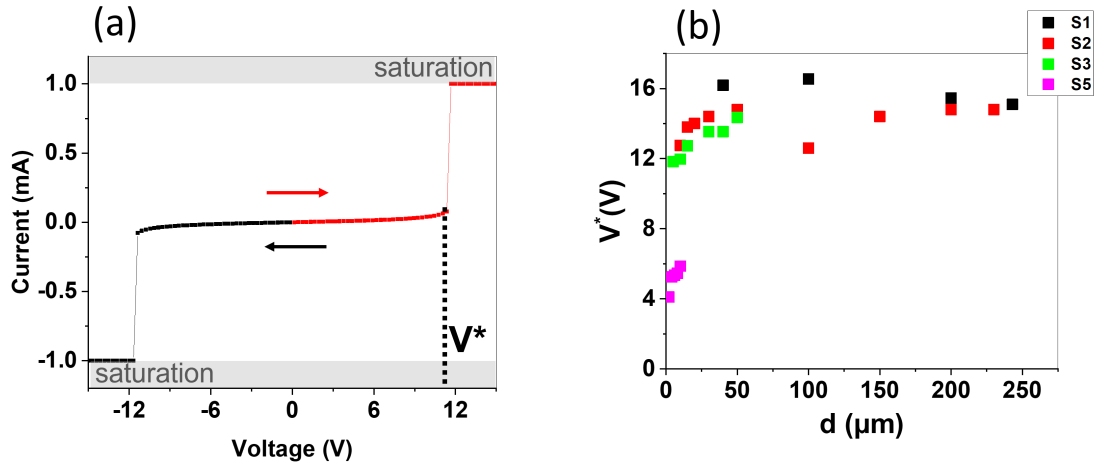 (a)
saturation
1.0
0.5
0.0
-0.5
-1.0
Current (mA)
V*
saturation
-12
-6
0
6
12
Voltage (V)
(b)
S1
S2
S3
S5
16
12
8
4
0
V*(V)
0
50
100
150
200
250
d (μm)